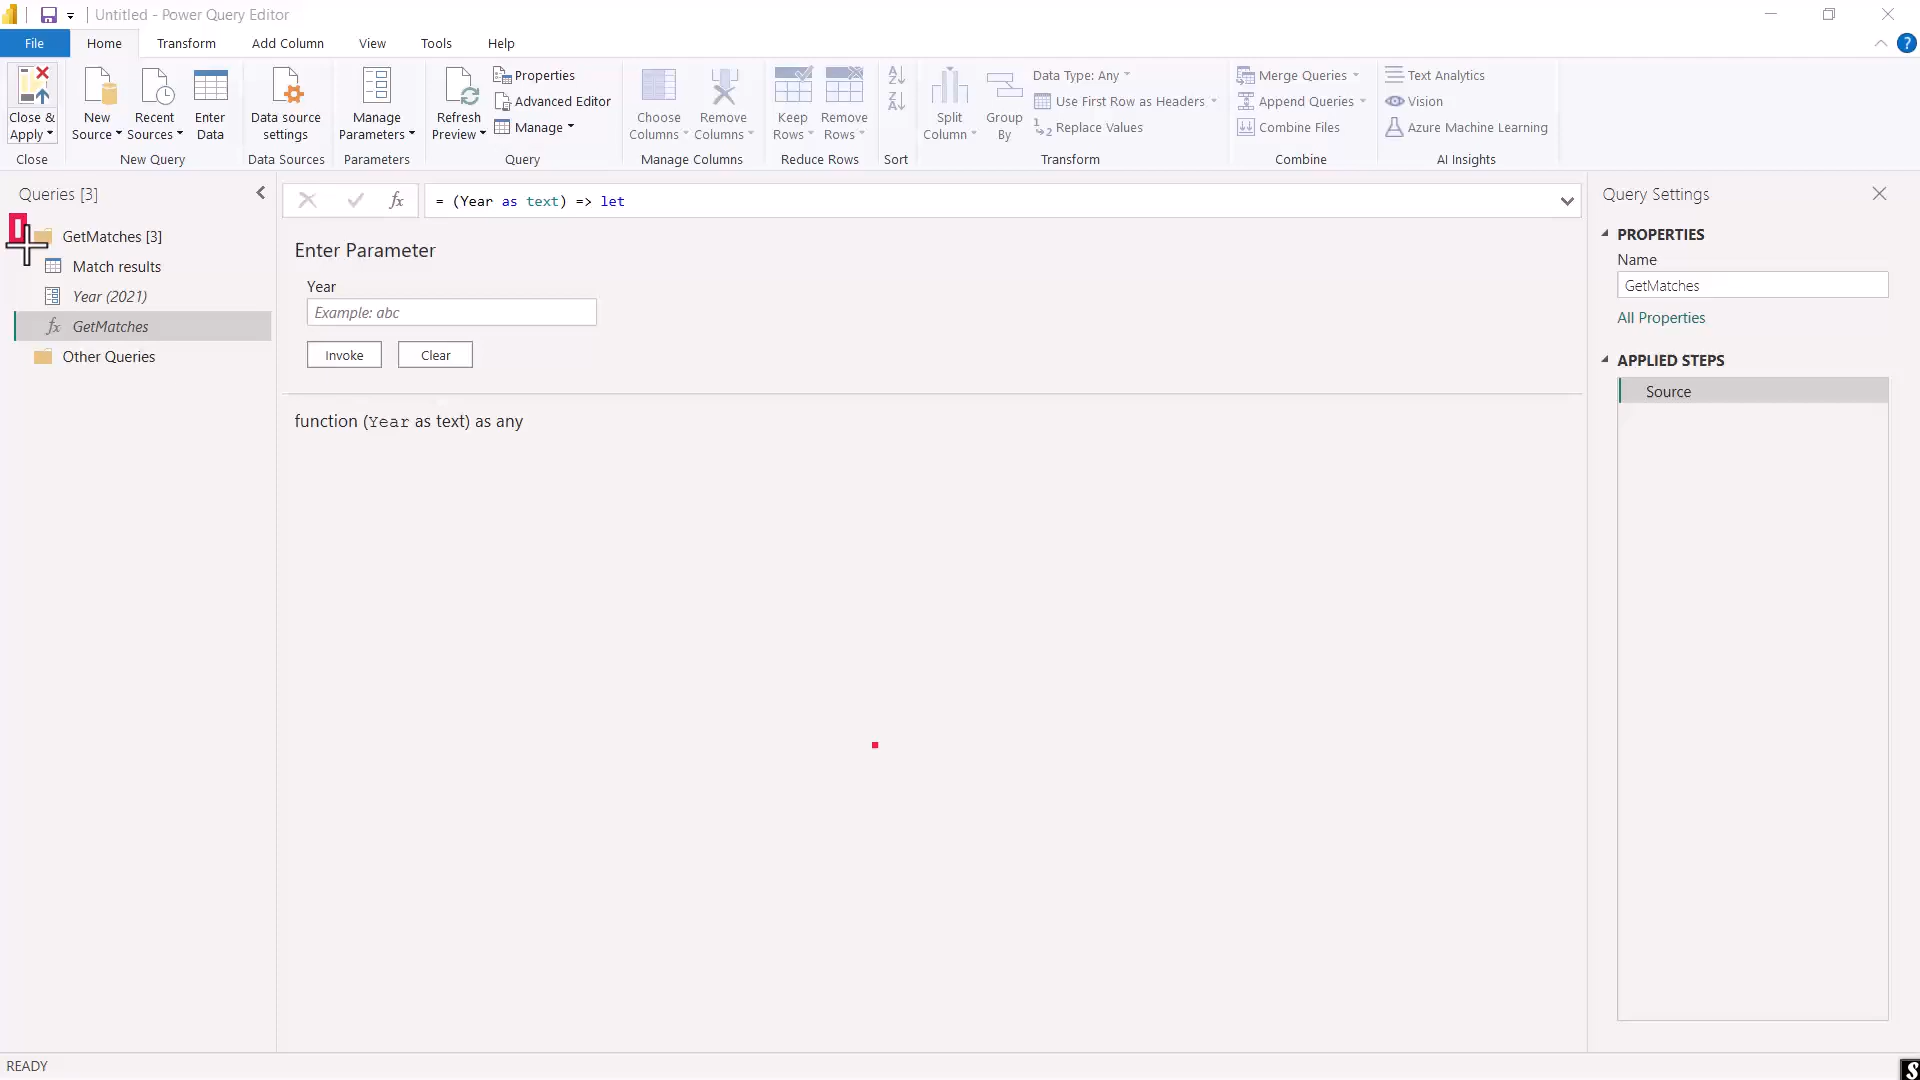 Untitled - Power Query Editor
File Home Transform Add Column View Tools Help
Close & Apply
New Source
Recent Sources
Enter Data
Data source settings
Manage Parameters
Refresh Preview
Properties
Advanced Editor
Manage
Choose Columns
Remove Columns
Keep Rows
Remove Rows
Split Column
Group By
Data Type: Any
Use First Row as Headers
Replace Values
Merge Queries
Append Queries
Combine Files
Text Analytics
Vision
Azure Machine Learning
Close
New Query
Data Sources
Parameters
Query
Manage Columns
Reduce Rows
Sort
Transform
Combine
AI Insights
Queries [3]
GetMatches [3]
Match results
Year (2021)
fx GetMatches
Other Queries
fx = (Year as text) => let
Enter Parameter
Year
Example: abc
Invoke Clear
function (Year as text) as any
Query Settings
PROPERTIES
Name
GetMatches
All Properties
APPLIED STEPS
Source
READY